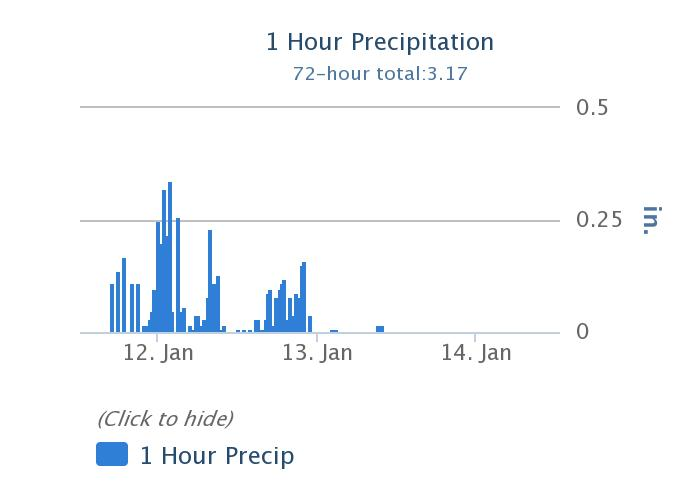 1 Hour Precipitation
72-hour total:3.17
0.5
0.25
in.
0
12. Jan
13. Jan
14. Jan
(Click to hide)
1 Hour Precip